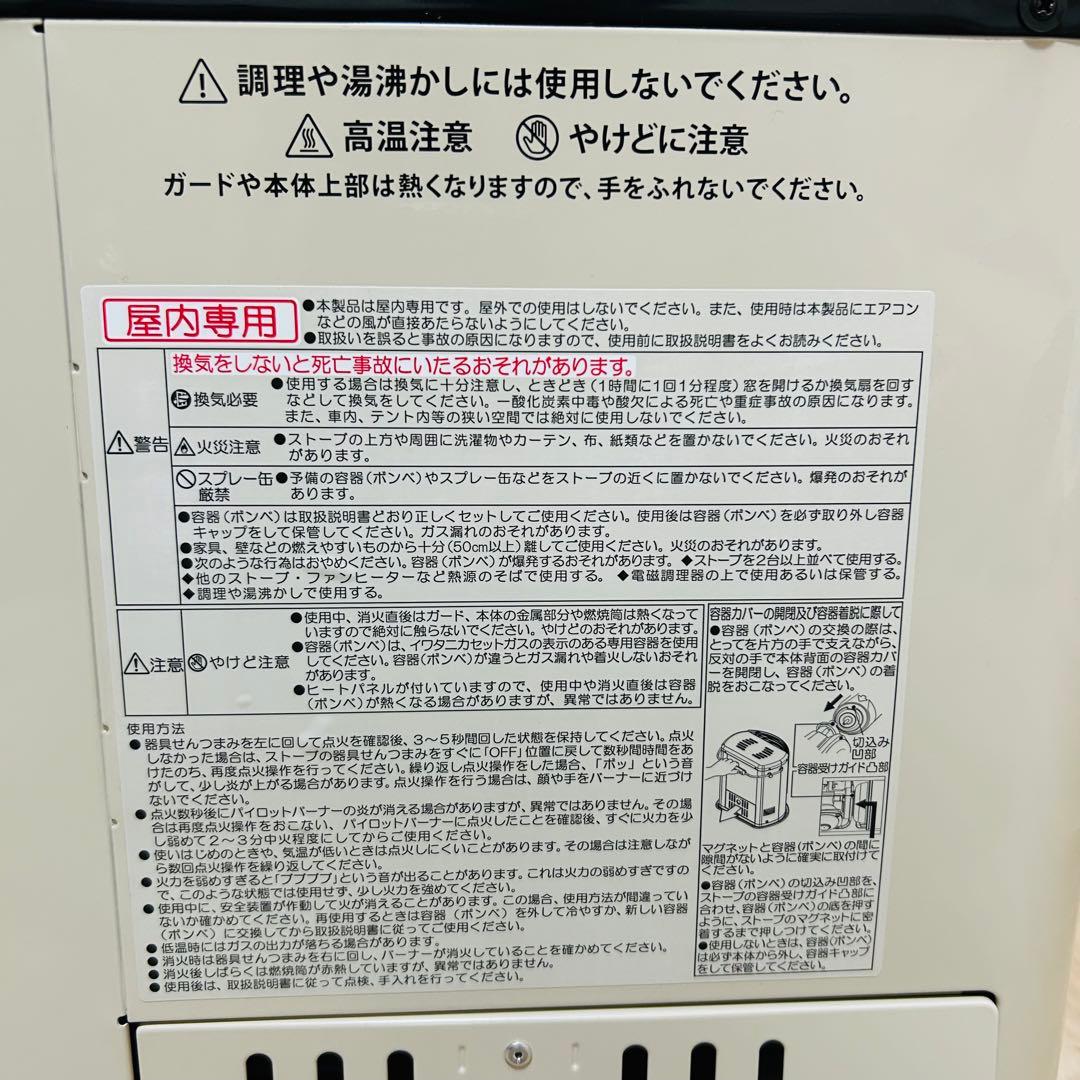 調理や湯沸かしには使用しないでください。
高温注意 やけどに注意
ガードや本体上部は熱くなりますので、手をふれないでください。
屋内専用
●本製品は屋内専用です。屋外での使用はしないでください。また、使用時は本製品にエアコン
などの風が直接あたらないようにしてください。
●取扱いを誤ると事故の原因になりますので、使用前に取扱説明書をよくお読みください。
警告
換気をしないと死亡事故にいたるおそれがあります。
換気必要
●使用する場合は換気に十分注意し、ときどき(1時間に1回1分程度)窓を開けるか換気扇を回す
などして換気をしてください。一酸化炭素中毒や酸欠による死亡や重症事故の原因になります。
また、車内、テント内等の狭い空間では絶対に使用しないでください。
火災注意
●ストーブの上方や周囲に洗濯物やカーテン、布、紙類などを置かないでください。火災のおそれ
があります。
スプレー缶
厳禁
●予備の容器(ボンベ)やスプレー缶などをストーブの近くに置かないでください。爆発のおそれが
あります。
●容器(ボンベ)は取扱説明書どおり正しくセットしてご使用ください。使用後は容器(ボンベ)を必ず取り外し容器
キャップをして保管してください。ガス漏れのおそれがあります。
●家具、壁などの燃えやすいものから十分(50cm以上)離してご使用ください。火災のおそれがあります。
●次のような行為はおやめください。容器(ボンベ)が爆発するおそれがあります。◆ストーブを2台以上並べて使用する。
◆他のストーブ・ファンヒーターなど熱源のそばで使用する。◆電磁調理器の上で使用あるいは保管する。
◆調理や湯沸かしで使用する。
注意
やけど注意
●使用中、消火直後はガード、本体の金属部分や燃焼筒は熱くなって
いますので絶対に触らないでください。やけどのおそれがあります。
●容器(ボンベ)は、イワタニカセットガスの表示のある専用容器を使用
してください。容器(ボンベ)が違うとガス漏れや着火しないおそれ
があります。
●ヒートパネルが付いていますので、使用中や消火直後は容器
(ボンベ)が熱くなる場合がありますが、異常ではありません。
容器カバーの開閉及び容器着脱に際して
●容器(ボンベ)の交換の際は、
とってを片方の手で支えながら、
反対の手で本体背面の容器カバ
ーを開閉し、容器(ボンベ)の着
脱をおこなってください。
切込み
凹部
容器受けガイド凸部
マグネットと容器(ボンベ)の間に
隙間がないように確実に取付けて
ください。
●容器(ボンベ)の切込み凹部を、
ストーブの容器受けガイド凸部に
合わせ、容器(ボンベ)の底を押す
ように、ストーブのマグネットに密
着するまで押しつけてください。
●使用しないときは、容器(ボンベ)
は必ず本体から外し、容器キャップ
をして保管してください。
使用方法
●器具せんつまみを左に回して点火を確認後、3〜5秒間回した状態を保持してください。点火
しなかった場合は、ストーブの器具せんつまみをすぐに「OFF」位置に戻して数秒間時間をあ
けたのち、再度点火操作を行ってください。繰り返し点火をした場合、「ボッ」という音
がして、少し炎が上がる場合があります。点火操作を行う場合は、顔や手をバーナーに近づけ
ないでください。
●点火数秒後にパイロットバーナーの炎が消える場合がありますが、異常ではありません。その場
合は再度点火操作をおこない、パイロットバーナーに点火したことを確認後、すぐに火力を少
し弱めて2〜3分中火程度にしてからご使用ください。
●使いはじめのときや、気温が低いときは点火しにくいことがあります。その場合は注意しなが
ら数回点火操作を繰り返してください。
●火力を弱めすぎると「ブブブブ」という音が出ることがあります。これは火力の弱めすぎですの
で、このような状態では使用せず、少し火力を強めてください。
●使用中に、安全装置が作動して火が消えることがあります。この場合、使用方法が間違ってい
ないか確かめてください。再使用するときは容器(ボンベ)を外して冷やすか、新しい容器
(ボンベ)に交換してから取扱説明書に従ってご使用ください。
●低温時にはガスの出力が落ちる場合があります。
●消火時は器具せんつまみを右に回し、バーナーが消火していることを確かめてください。
●消火後しばらくは燃焼筒が赤熱していますが、異常ではありません。
●使用後は、取扱説明書に従って点検、手入れを行ってください。